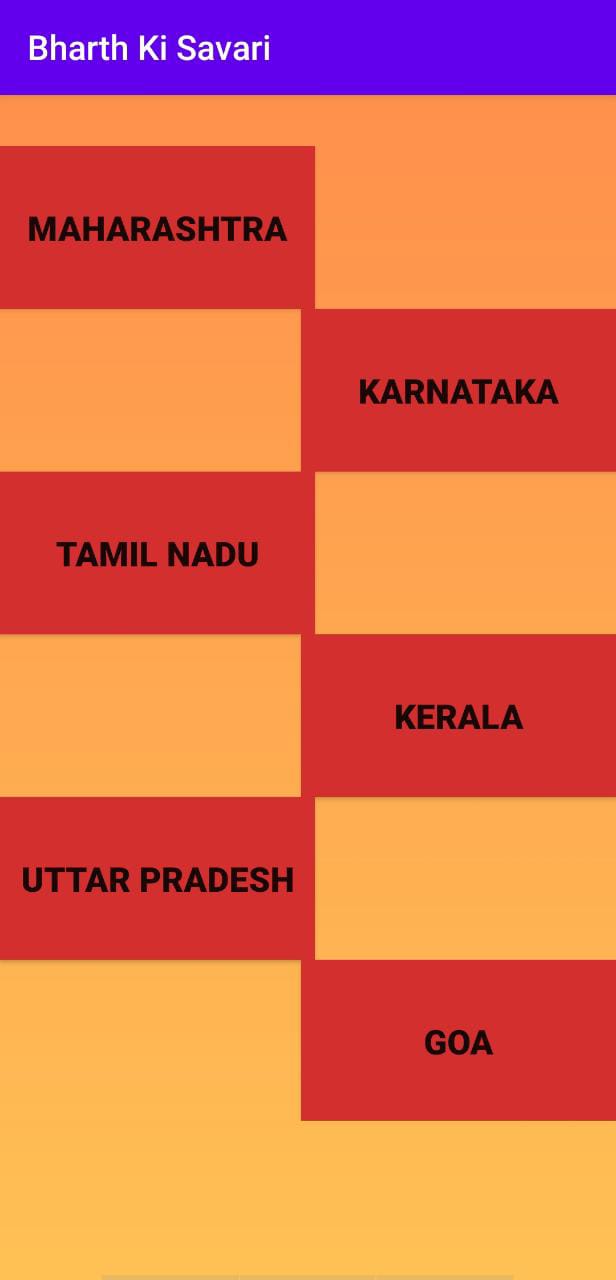 Bharth Ki Savari
MAHARASHTRA
KARNATAKA
TAMIL NADU
KERALA
UTTAR PRADESH
GOA